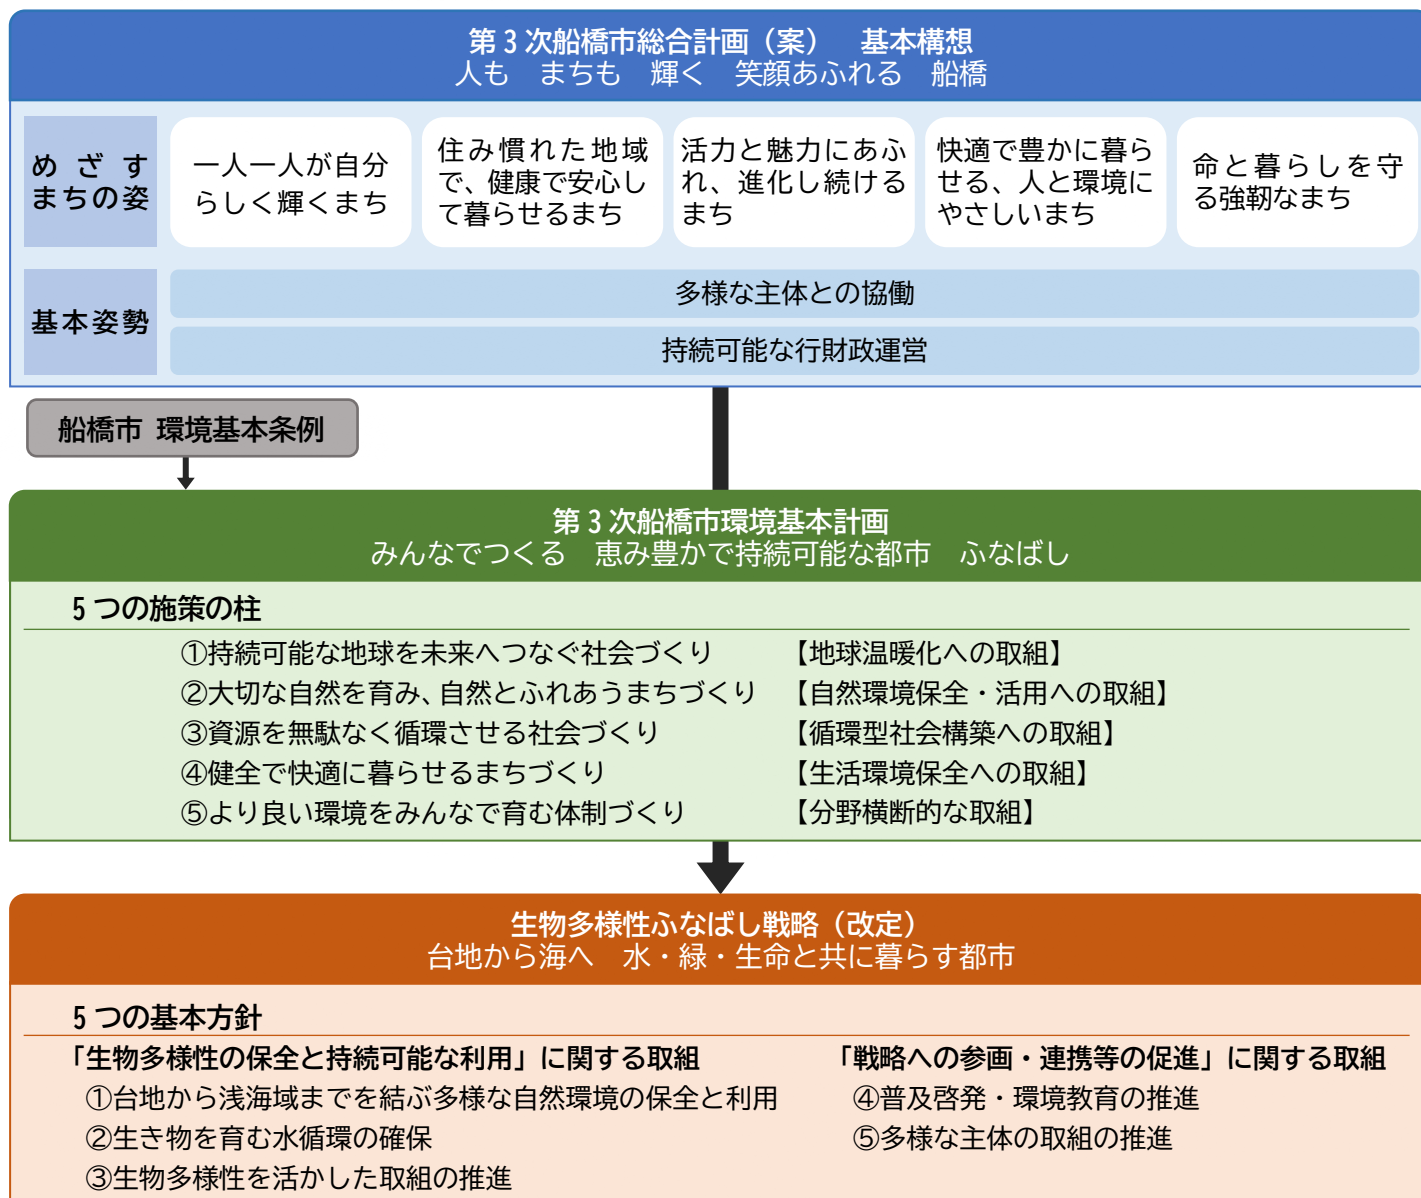 第3次船橋市総合計画（案）　基本構想
人も　まちも　輝く　笑顔あふれる　船橋
めざす
まちの姿
一人一人が自分
らしく輝くまち
住み慣れた地域
で、健康で安心し
て暮らせるまち
活力と魅力にあふ
れ、進化し続ける
まち
快適で豊かに暮ら
せる、人と環境に
やさしいまち
命と暮らしを守
る強靭なまち
基本姿勢
多様な主体との協働
持続可能な行財政運営
船橋市 環境基本条例
第3次船橋市環境基本計画
みんなでつくる　恵み豊かで持続可能な都市　ふなばし
5つの施策の柱
①持続可能な地球を未来へつなぐ社会づくり　【地球温暖化への取組】
②大切な自然を育み、自然とふれあうまちづくり　【自然環境保全・活用への取組】
③資源を無駄なく循環させる社会づくり　【循環型社会構築への取組】
④健全で快適に暮らせるまちづくり　【生活環境保全への取組】
⑤より良い環境をみんなで育む体制づくり　【分野横断的な取組】
生物多様性ふなばし戦略（改定）
台地から海へ　水・緑・生命と共に暮らす都市
5つの基本方針
「生物多様性の保全と持続可能な利用」に関する取組
①台地から浅海域までを結ぶ多様な自然環境の保全と利用
②生き物を育む水循環の確保
③生物多様性を活かした取組の推進
「戦略への参画・連携等の促進」に関する取組
④普及啓発・環境教育の推進
⑤多様な主体の取組の推進